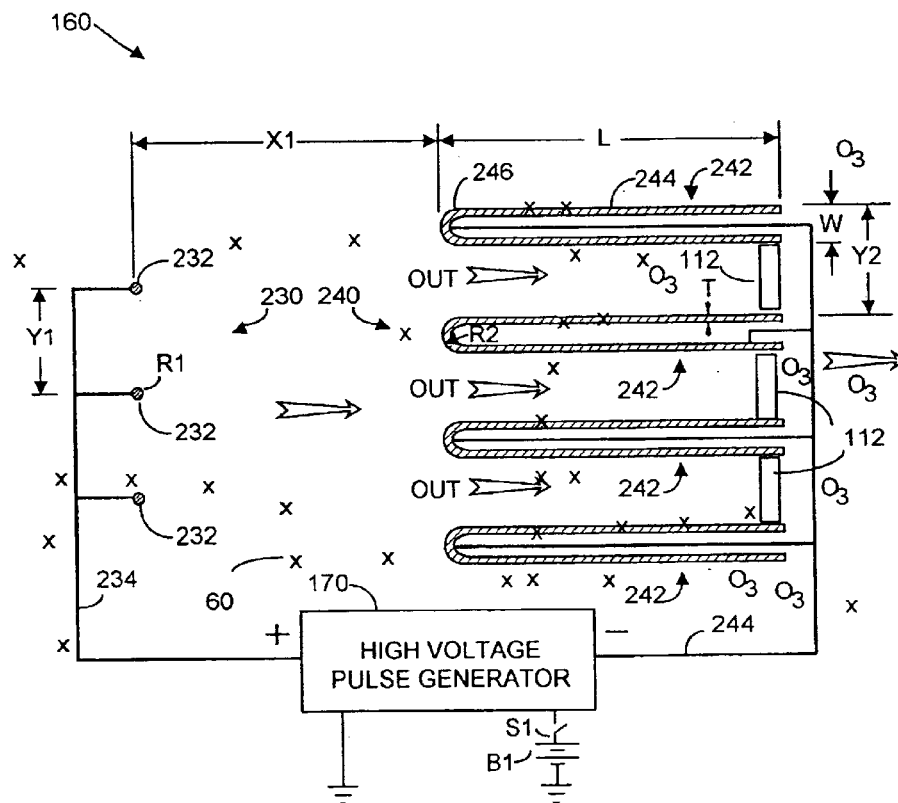 160
X1
L
O3
246
244
242
W
Y2
232
OUT
O3
112
230
240
T
Y1
R1
R2
OUT
242
O3
O3
232
112
OUT
242
O3
232
60
234
170
242
O3
O3
244
+
−
HIGH VOLTAGE
PULSE GENERATOR
S1
B1